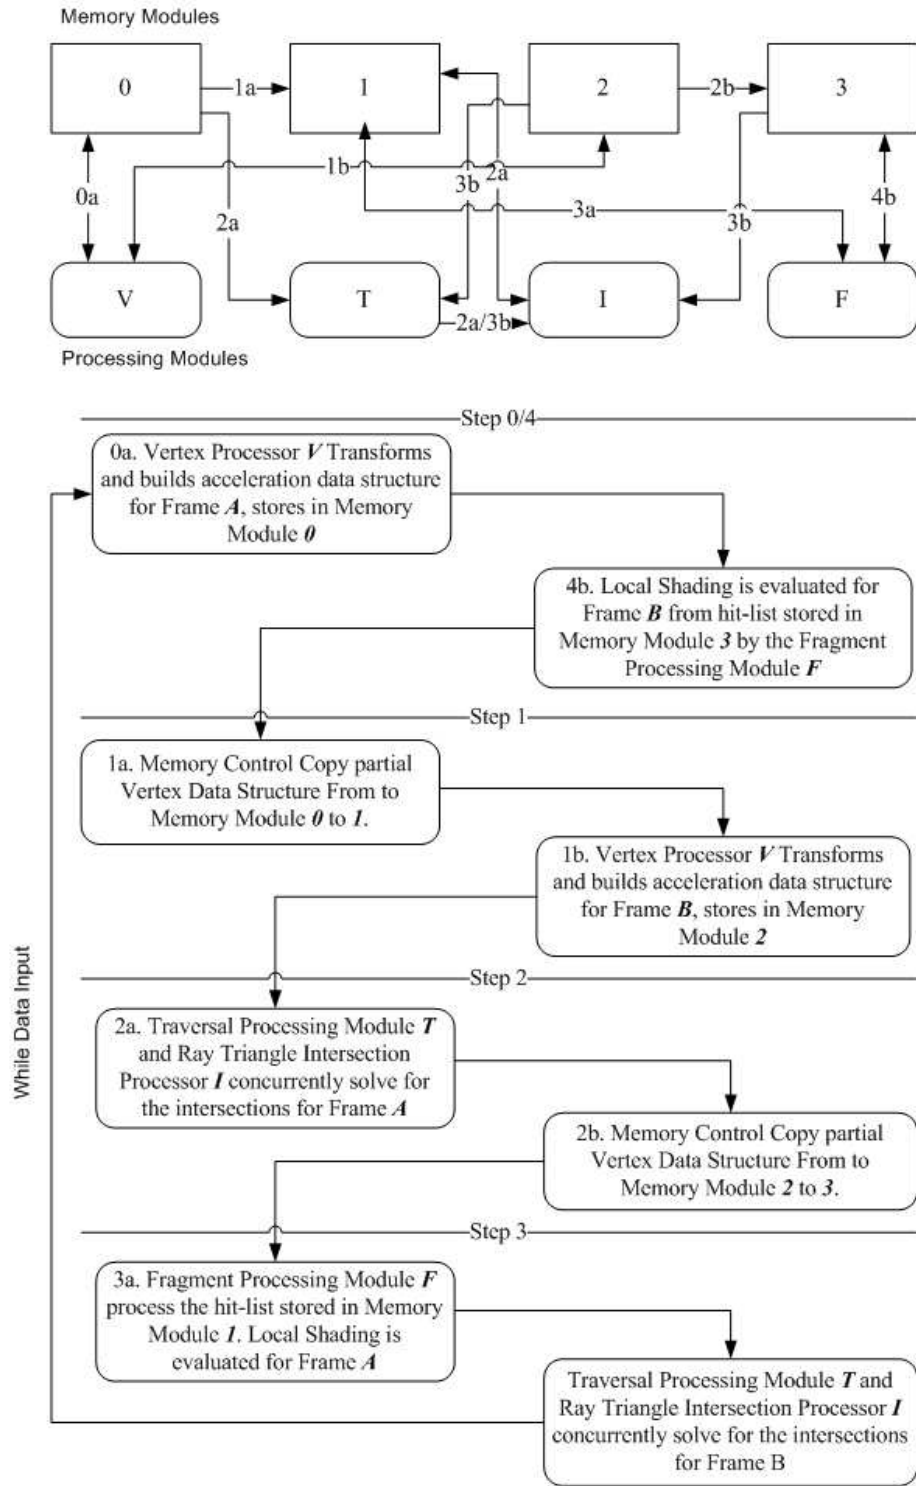 Memory Modules
0
1a
1
2
2b
3
1b
3b
2a
0a
2a
3a
3b
4b
V
T
2a/3b
I
F
Processing Modules
Step 0/4
0a. Vertex Processor V Transforms
and builds acceleration data structure
for Frame A, stores in Memory
Module 0
4b. Local Shading is evaluated for
Frame B from hit-list stored in
Memory Module 3 by the Fragment
Processing Module F
Step 1
1a. Memory Control Copy partial
Vertex Data Structure From to
Memory Module 0 to 1.
1b. Vertex Processor V Transforms
and builds acceleration data structure
for Frame B, stores in Memory
Module 2
Step 2
While Data Input
2a. Traversal Processing Module T
and Ray Triangle Intersection
Processor I concurrently solve for
the intersections for Frame A
2b. Memory Control Copy partial
Vertex Data Structure From to
Memory Module 2 to 3.
Step 3
3a. Fragment Processing Module F
process the hit-list stored in Memory
Module 1. Local Shading is
evaluated for Frame A
Traversal Processing Module T and
Ray Triangle Intersection Processor I
concurrently solve for the intersections
for Frame B